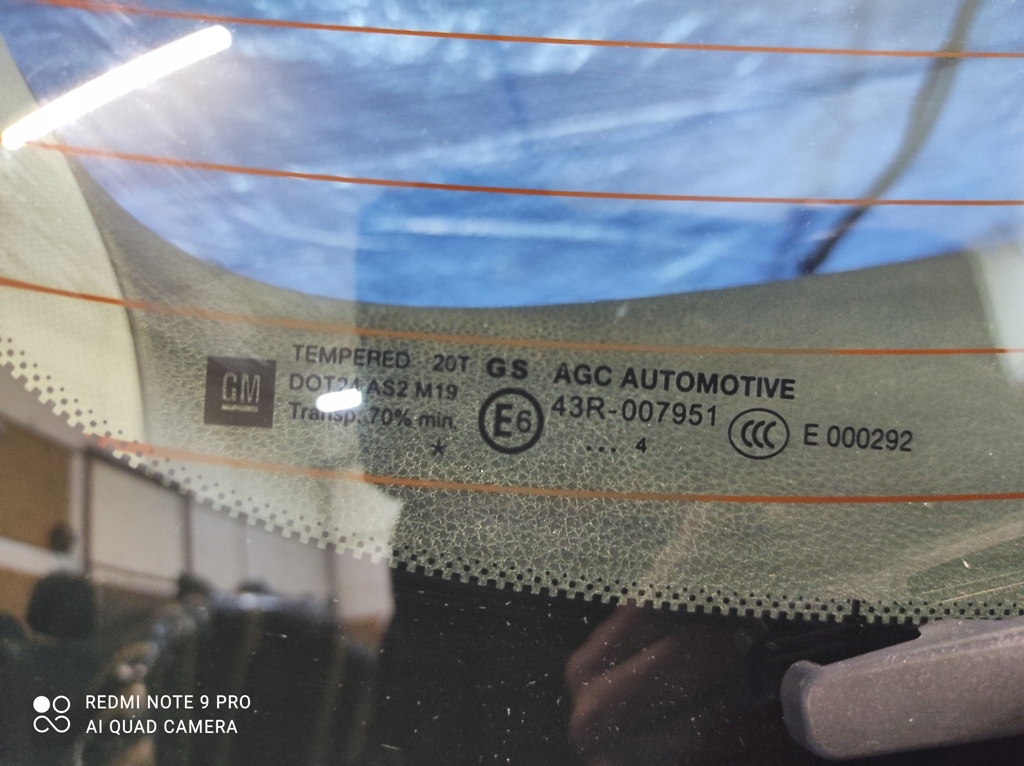 GM
TEMPERED 20T GS AGC AUTOMOTIVE
DOT24 AS2 M19
Transp. 70% min.
E6
43R-007951
CCC
E 000292
* ... 4
REDMI NOTE 9 PRO
AI QUAD CAMERA